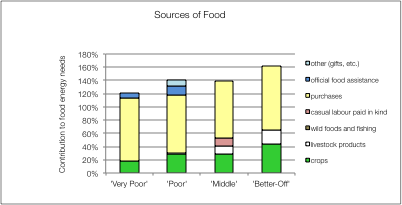 Sources of Food
Contribution to food energy needs
180%
160%
140%
120%
100%
80%
60%
40%
20%
0%
'Very Poor'
'Poor'
'Middle'
'Better-Off'
other (gifts, etc.)
official food assistance
purchases
casual labour paid in kind
wild foods and fishing
livestock products
crops